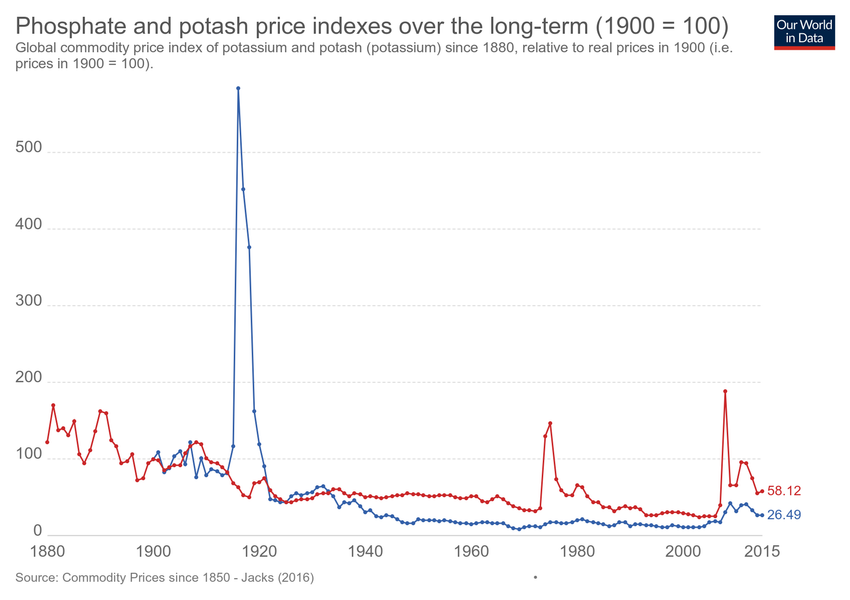 Phosphate and potash price indexes over the long-term (1900 = 100)
Our World
in Data
Global commodity price index of potassium and potash (potassium) since 1880, relative to real prices in 1900 (i.e.
prices in 1900 = 100).
500
400
300
200
100
0
58.12
26.49
1880 1900 1920 1940 1960 1980 2000 2015
Source: Commodity Prices since 1850 - Jacks (2016)